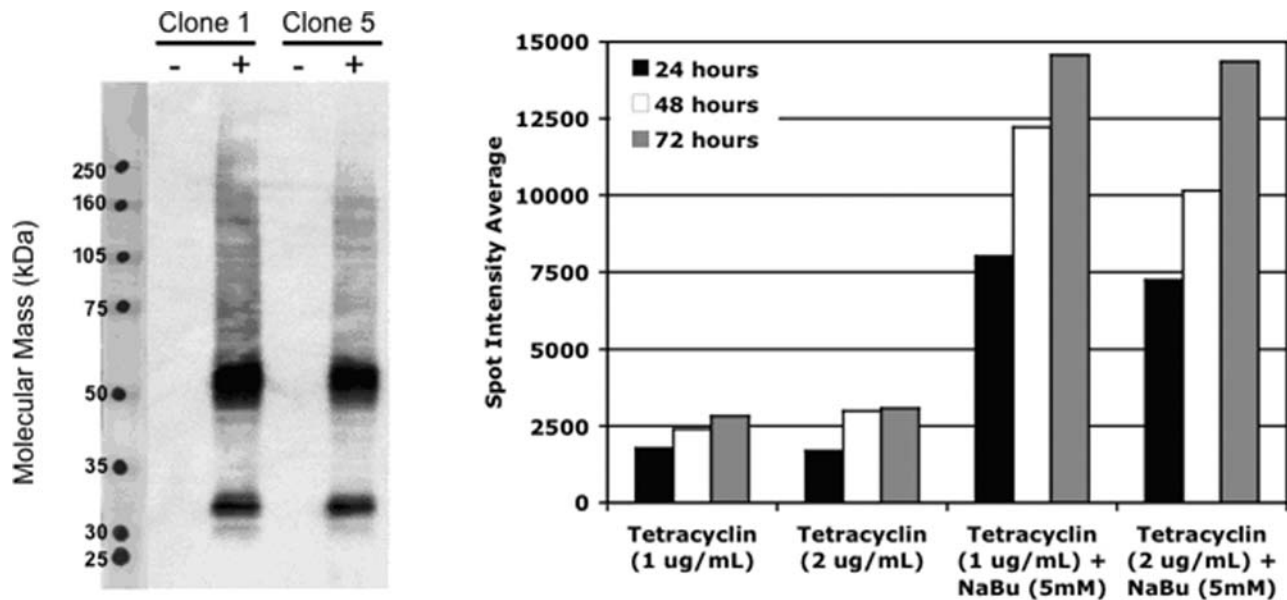 Clone 1 Clone 5
- + - +
Molecular Mass (kDa)
250
160
105
75
50
35
30
25
15000
12500
10000
7500
5000
2500
0
Spot Intensity Average
24 hours
48 hours
72 hours
Tetracyclin
(1 ug/mL)
Tetracyclin
(2 ug/mL)
Tetracyclin
(1 ug/mL) +
NaBu (5mM)
Tetracyclin
(2 ug/mL) +
NaBu (5mM)